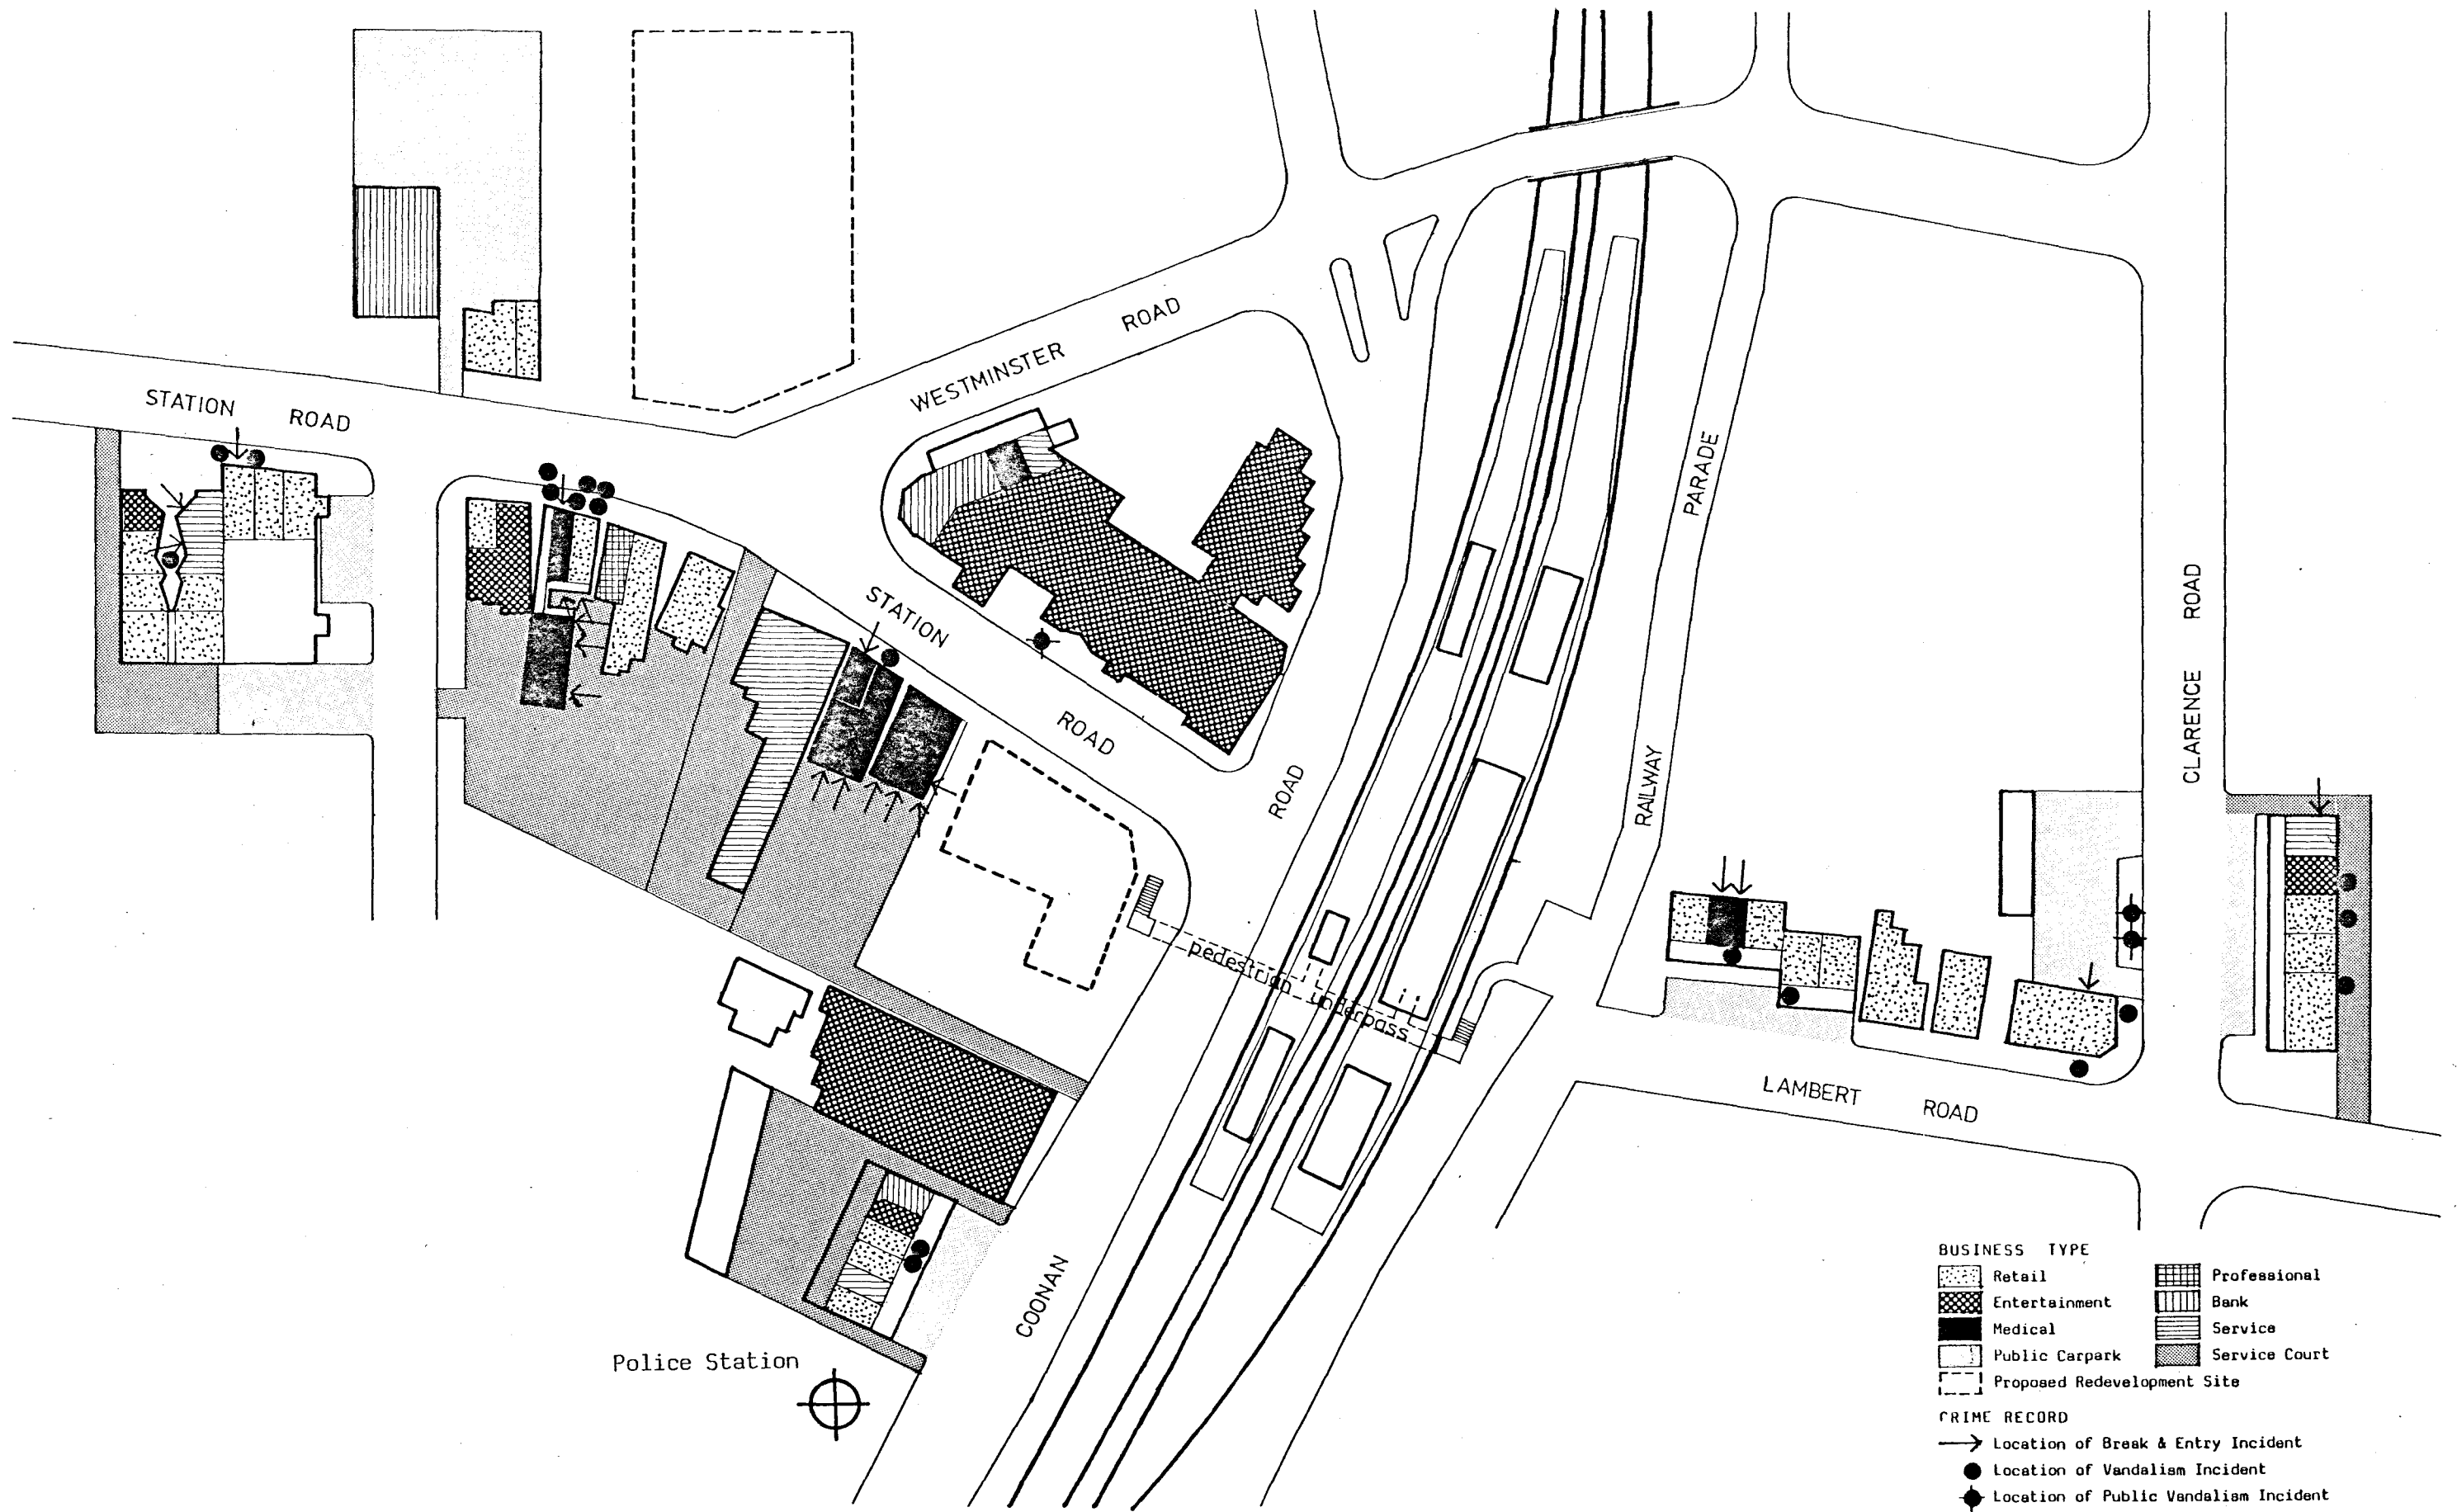 WESTMINSTER ROAD
STATION ROAD
PARADE
CLARENCE ROAD
STATION
ROAD
ROAD
RAILWAY
pedestrian underpass
LAMBERT ROAD
COONAN
Police Station
BUSINESS TYPE
Retail
Entertainment
Medical
Public Carpark
Proposed Redevelopment Site
Professional
Bank
Service
Service Court
CRIME RECORD
Location of Break & Entry Incident
Location of Vandalism Incident
Location of Public Vandalism Incident